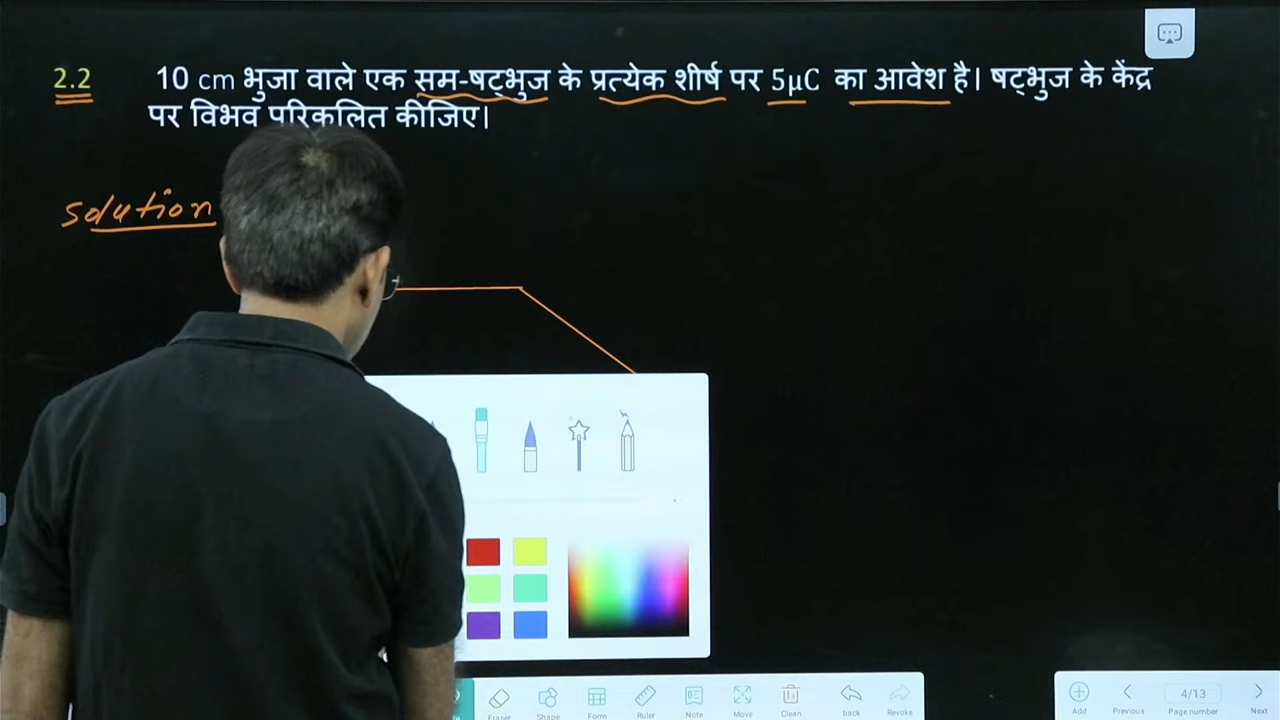 2.2 10 cm भुजा वाले एक सम-षट्भुज के प्रत्येक शीर्ष पर 5μC का आवेश है। षट्भुज के केंद्र
पर विभव परिकलित कीजिए।
Solution
Eraser Shape Form Ruler Note Move Clean back Revoke
Add Previous 4/13 Page number Next